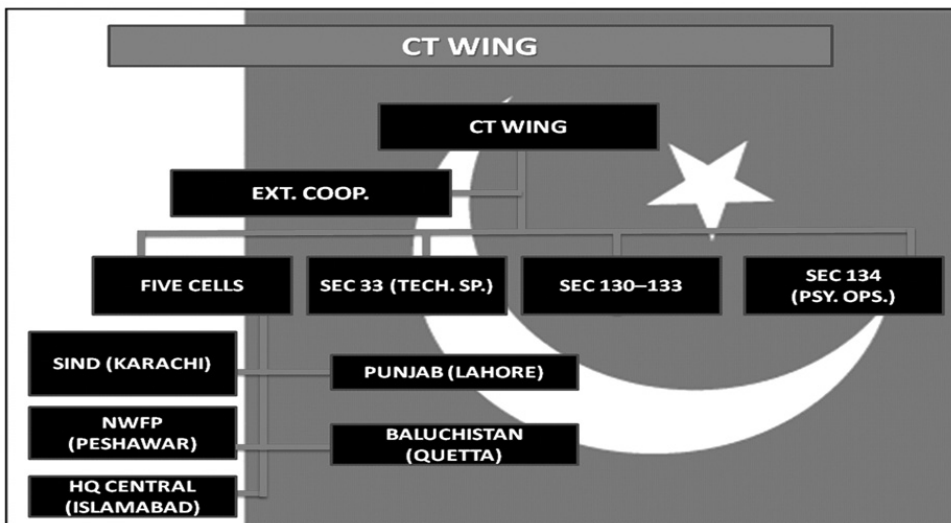 CT WING
CT WING
EXT. COOP.
FIVE CELLS
SEC 33 (TECH. SP.)
SEC 130–133
SEC 134
(PSY. OPS.)
SIND (KARACHI)
PUNJAB (LAHORE)
NWFP
(PESHAWAR)
BALUCHISTAN
(QUETTA)
HQ CENTRAL
(ISLAMABAD)